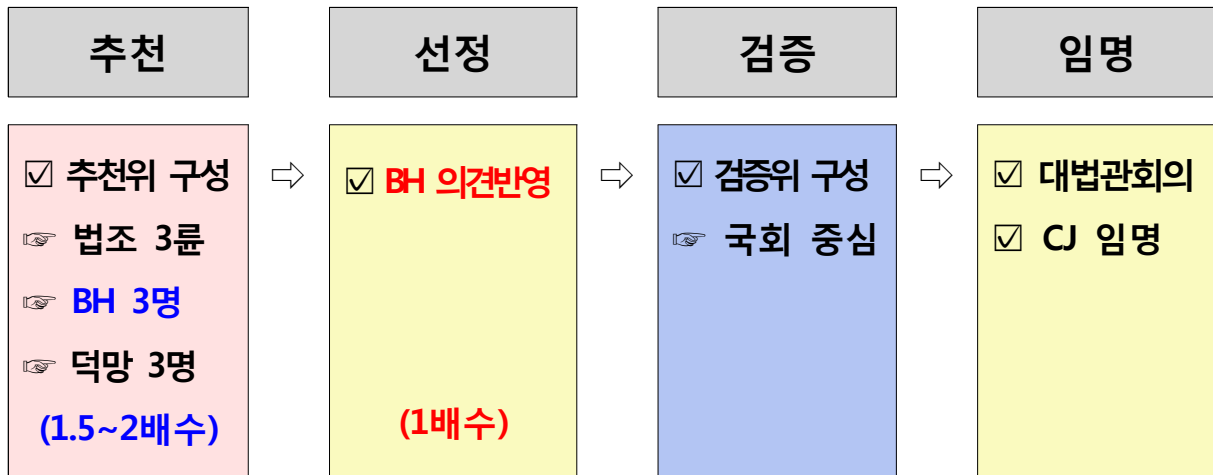 추천
☑ 추천위 구성
☞ 법조 3륜
☞ BH 3명
☞ 덕망 3명
(1.5~2배수)
⇨
선정
☑ BH 의견반영
(1배수)
⇨
검증
☑ 검증위 구성
☞ 국회 중심
⇨
임명
☑ 대법관회의
☑ CJ 임명